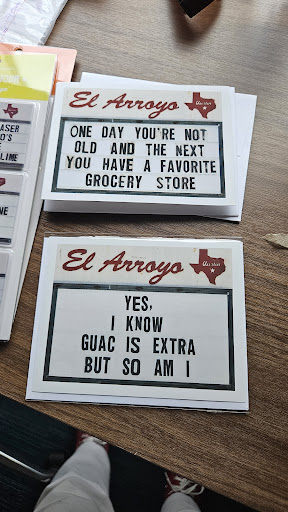 El Arroyo
Austin
ONE DAY YOU'RE NOT
OLD AND THE NEXT
YOU HAVE A FAVORITE
GROCERY STORE
El Arroyo
Austin
YES,
I KNOW
GUAC IS EXTRA
BUT SO AM I